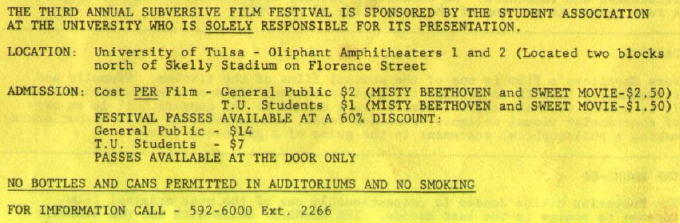 THE THIRD ANNUAL SUBVERSIVE FILM FESTIVAL IS SPONSORED BY THE STUDENT ASSOCIATION
AT THE UNIVERSITY WHO IS SOLELY RESPONSIBLE FOR ITS PRESENTATION.
LOCATION: University of Tulsa - Oliphant Amphitheaters 1 and 2 (Located two blocks
north of Skelly Stadium on Florence Street
ADMISSION: Cost PER Film - General Public $2 (MISTY BEETHOVEN and SWEET MOVIE-$2.50)
T.U. Students $1 (MISTY BEETHOVEN and SWEET MOVIE-$1.50)
FESTIVAL PASSES AVAILABLE AT A 60% DISCOUNT:
General Public - $14
T.U. Students - $7
PASSES AVAILABLE AT THE DOOR ONLY
NO BOTTLES AND CANS PERMITTED IN AUDITORIUMS AND NO SMOKING
FOR IMFORMATION CALL - 592-6000 Ext. 2266